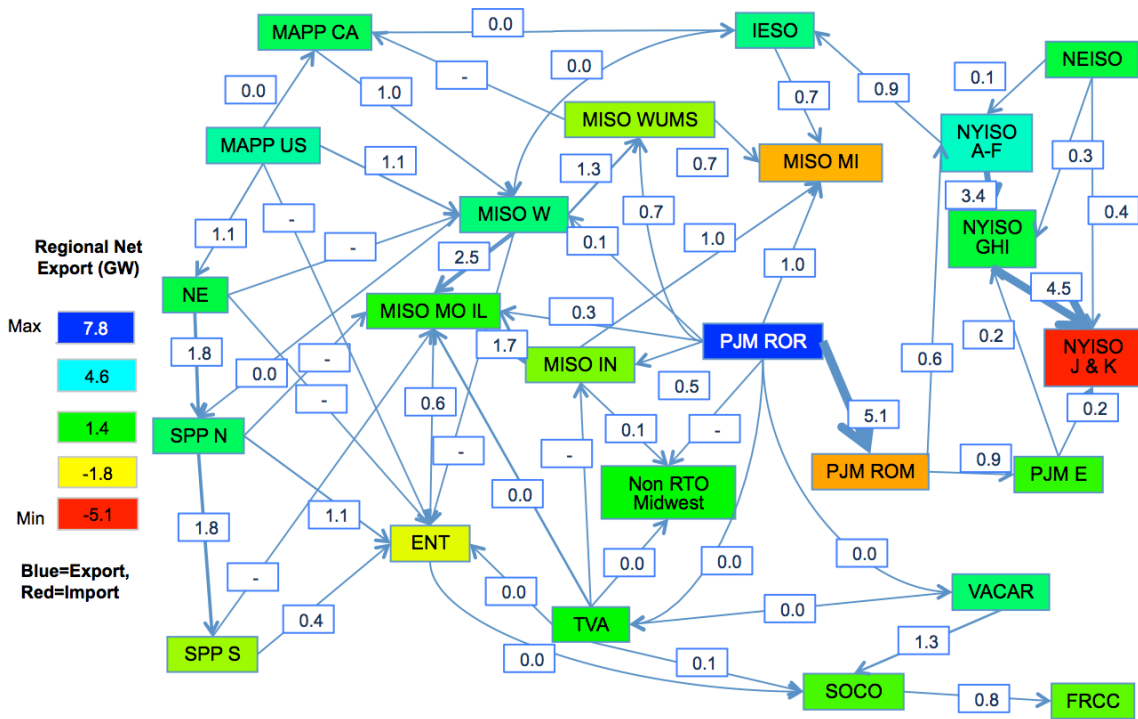 MAPP CA
0.0
IESO
NEISO
0.0
0.1
-
0.0
1.0
0.7
0.9
MISO WUMS
NYISO
A-F
MAPP US
MISO MI
0.3
1.1
1.3
0.7
3.4
-
MISO W
0.7
0.4
1.1
-
0.1
1.0
NYISO
GHI
Regional Net
Export (GW)
2.5
1.0
4.5
NE
MISO MO IL
0.3
Max
7.8
1.7
PJM ROR
0.2
NYISO
J & K
1.8
-
MISO IN
0.6
4.6
0.0
0.5
-
0.6
5.1
0.2
1.4
SPP N
0.1
-
-
0.9
-
-
PJM ROM
PJM E
-1.8
0.0
Non RTO
Midwest
Min
-5.1
1.8
1.1
ENT
0.0
0.0
0.0
Blue=Export,
Red=Import
-
0.0
VACAR
0.4
TVA
0.0
SPP S
0.0
0.1
1.3
SOCO
0.8
FRCC